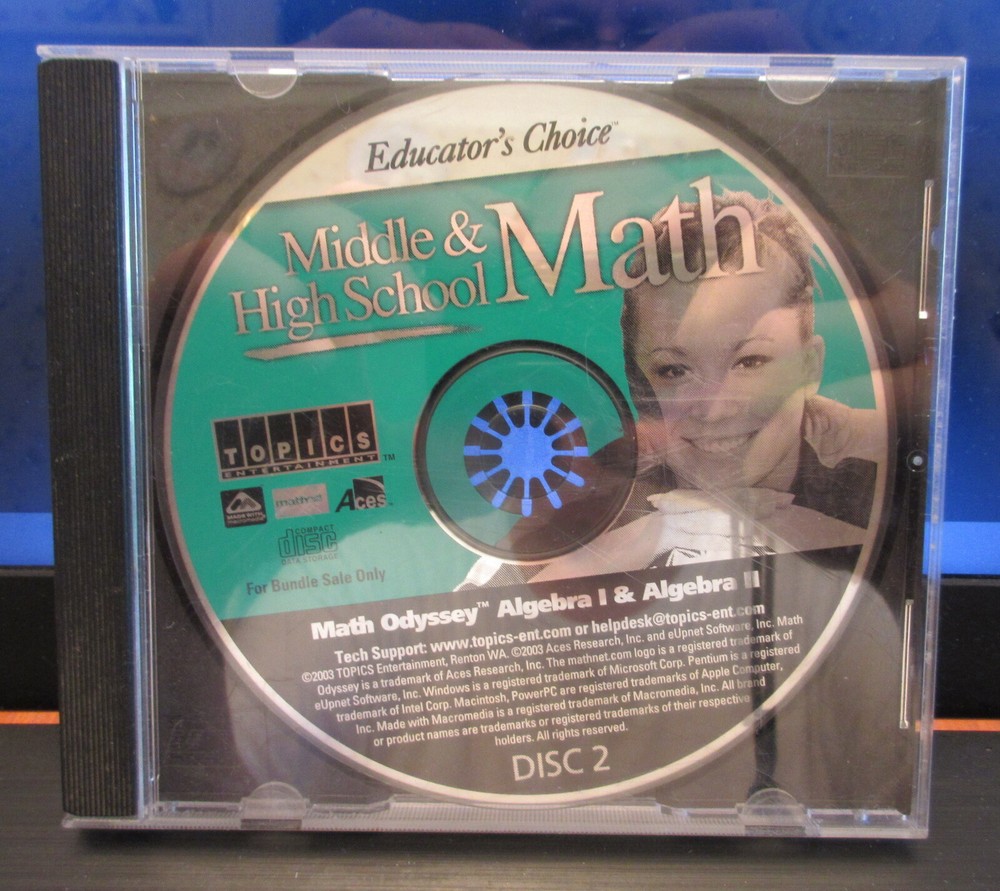 Educator's Choice™
Middle &
High School Math
TOPICS
ENTERTAINMENT™
MADE WITH
macromedia
Aces
COMPACT
disc
DATA STORAGE
For Bundle Sale Only
Math Odyssey™ Algebra I & Algebra II
Tech Support: www.topics-ent.com or helpdesk@topics-ent.com
©2003 TOPICS Entertainment, Renton WA. ©2003 Aces Research, Inc. and eUpnet Software, Inc. Math
Odyssey is a trademark of Aces Research, Inc. The mathnet.com logo is a registered trademark of
eUpnet Software, Inc. Windows is a registered trademark of Microsoft Corp. Pentium is a registered
trademark of Intel Corp. Macintosh, PowerPC are registered trademarks of Apple Computer,
Inc. Made with Macromedia is a registered trademark of Macromedia, Inc. All brand
or product names are trademarks or registered trademarks of their respective
holders. All rights reserved.
DISC 2